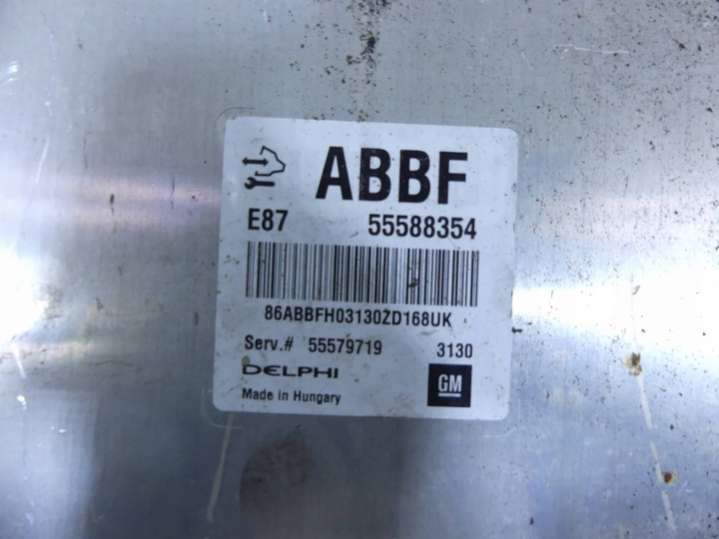 ABBF
E87 55588354
86ABBFH03130ZD168UK
Serv.# 55579719 3130
DELPHI GM
Made in Hungary